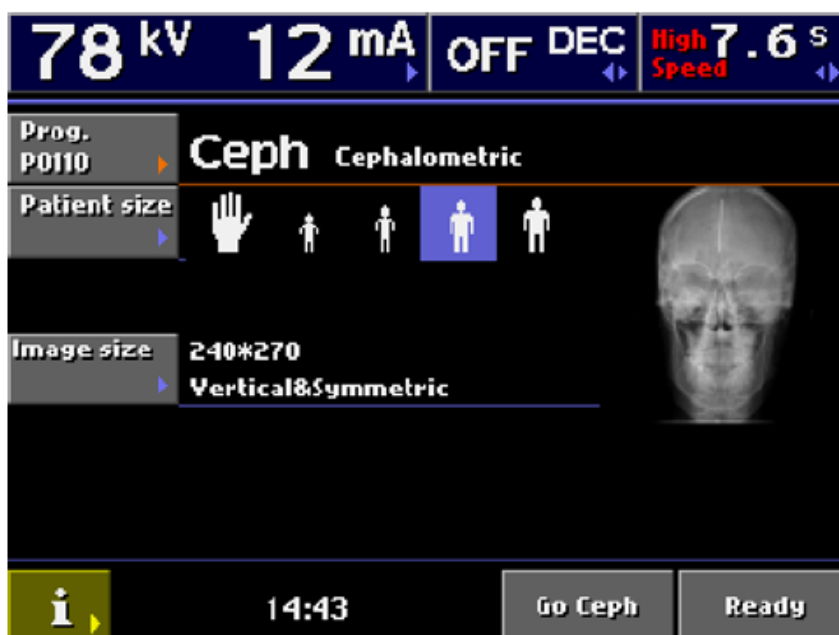 78 kV 12 mA OFF DEC High Speed 7.6 s
Prog.
P0110
Ceph Cephalometric
Patient size
Image size
240*270
Vertical&Symmetric
i 14:43 Go Ceph Ready